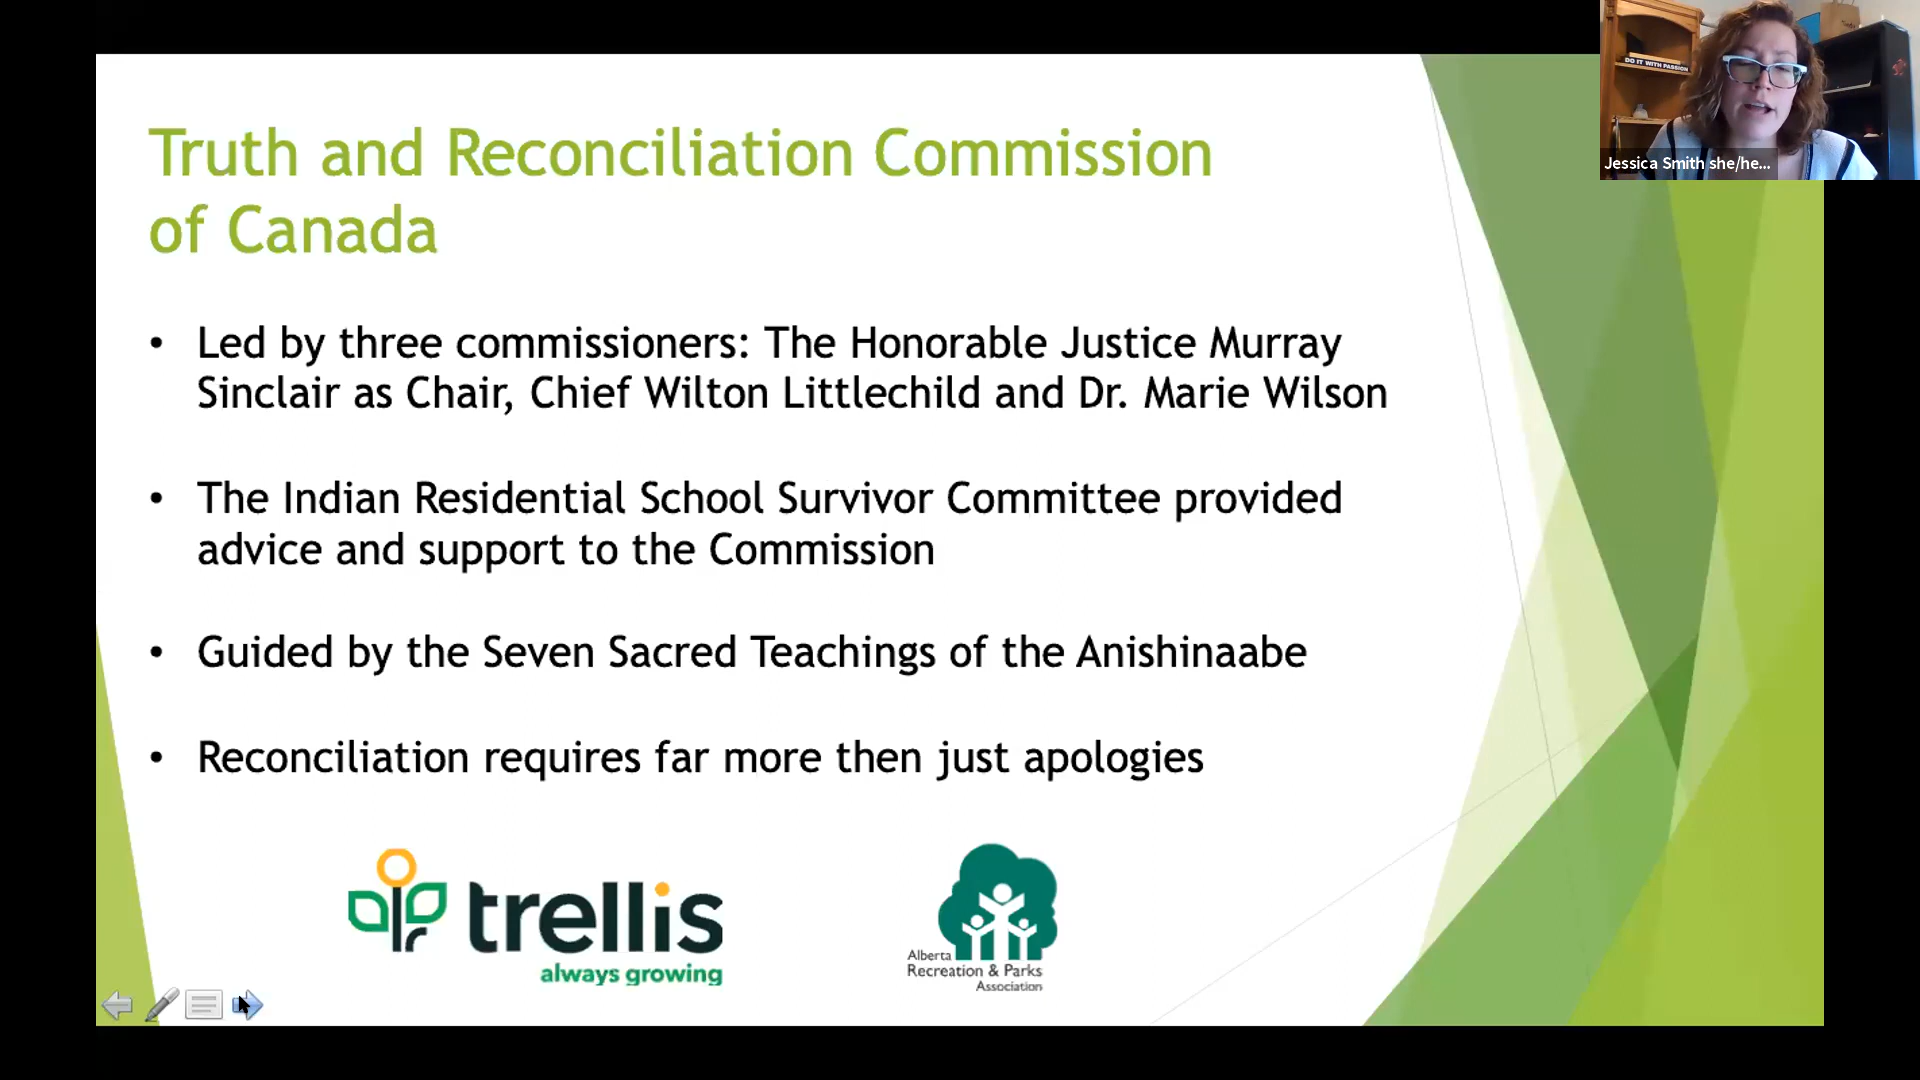 DO IT WITH PASSION
Jessica Smith she/he...
Truth and Reconciliation Commission
of Canada
• Led by three commissioners: The Honorable Justice Murray
Sinclair as Chair, Chief Wilton Littlechild and Dr. Marie Wilson
• The Indian Residential School Survivor Committee provided
advice and support to the Commission
• Guided by the Seven Sacred Teachings of the Anishinaabe
• Reconciliation requires far more then just apologies
trellis
always growing
Alberta
Recreation & Parks
Association